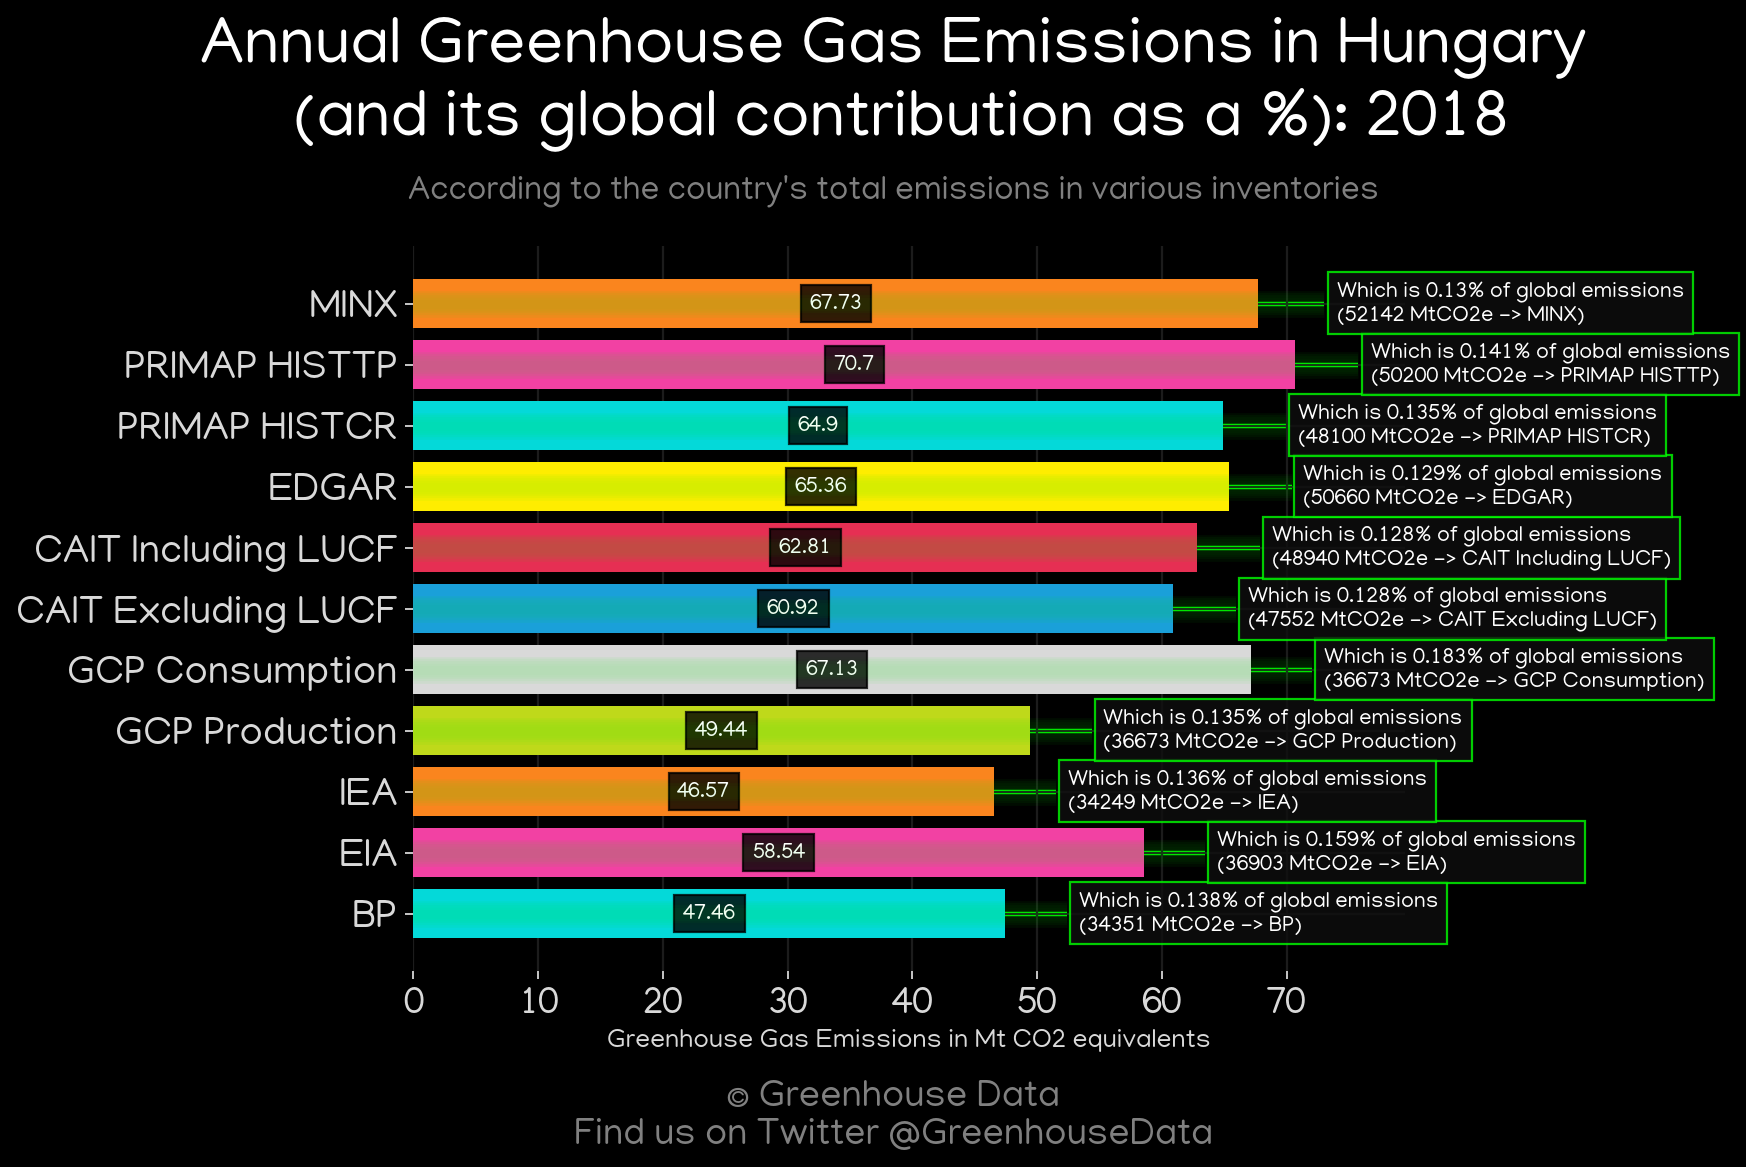 Annual Greenhouse Gas Emissions in Hungary
(and its global contribution as a %): 2018
According to the country's total emissions in various inventories
MINX
67.73
Which is 0.13% of global emissions
(52142 MtCO2e -> MINX)
PRIMAP HISTTP
70.7
Which is 0.141% of global emissions
(50200 MtCO2e -> PRIMAP HISTTP)
PRIMAP HISTCR
64.9
Which is 0.135% of global emissions
(48100 MtCO2e -> PRIMAP HISTCR)
EDGAR
65.36
Which is 0.129% of global emissions
(50660 MtCO2e -> EDGAR)
CAIT Including LUCF
62.81
Which is 0.128% of global emissions
(48940 MtCO2e -> CAIT Including LUCF)
CAIT Excluding LUCF
60.92
Which is 0.128% of global emissions
(47552 MtCO2e -> CAIT Excluding LUCF)
GCP Consumption
67.13
Which is 0.183% of global emissions
(36673 MtCO2e -> GCP Consumption)
GCP Production
49.44
Which is 0.135% of global emissions
(36673 MtCO2e -> GCP Production)
IEA
46.57
Which is 0.136% of global emissions
(34249 MtCO2e -> IEA)
EIA
58.54
Which is 0.159% of global emissions
(36903 MtCO2e -> EIA)
BP
47.46
Which is 0.138% of global emissions
(34351 MtCO2e -> BP)
0 10 20 30 40 50 60 70
Greenhouse Gas Emissions in Mt CO2 equivalents
© Greenhouse Data
Find us on Twitter @GreenhouseData